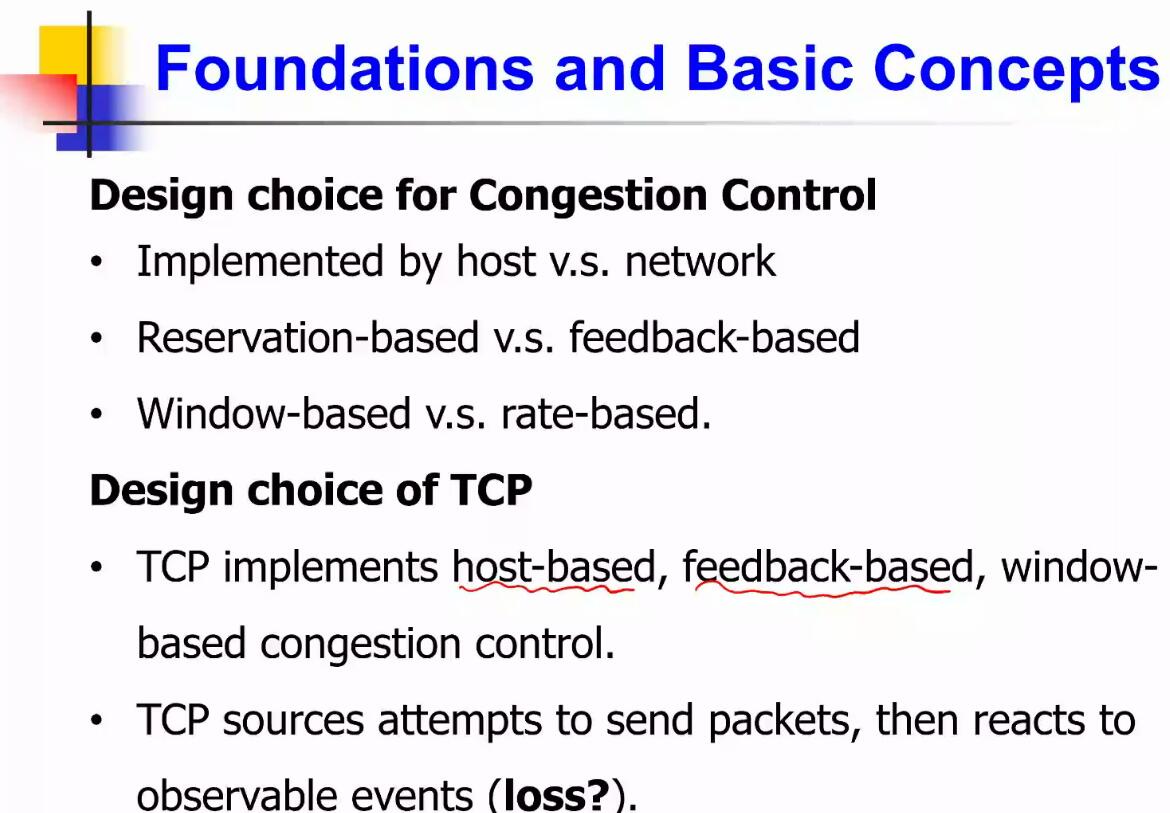 Foundations and Basic Concepts
Design choice for Congestion Control
• Implemented by host v.s. network
• Reservation-based v.s. feedback-based
• Window-based v.s. rate-based.
Design choice of TCP
• TCP implements host-based, feedback-based, window-
based congestion control.
• TCP sources attempts to send packets, then reacts to
observable events (loss?).